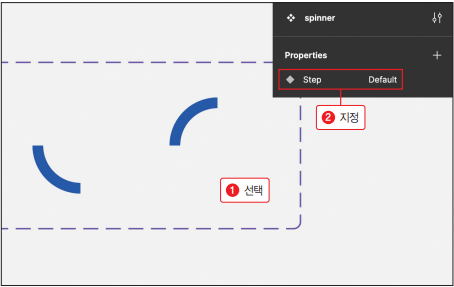 spinner
Properties
Step Default
2 지정
1 선택